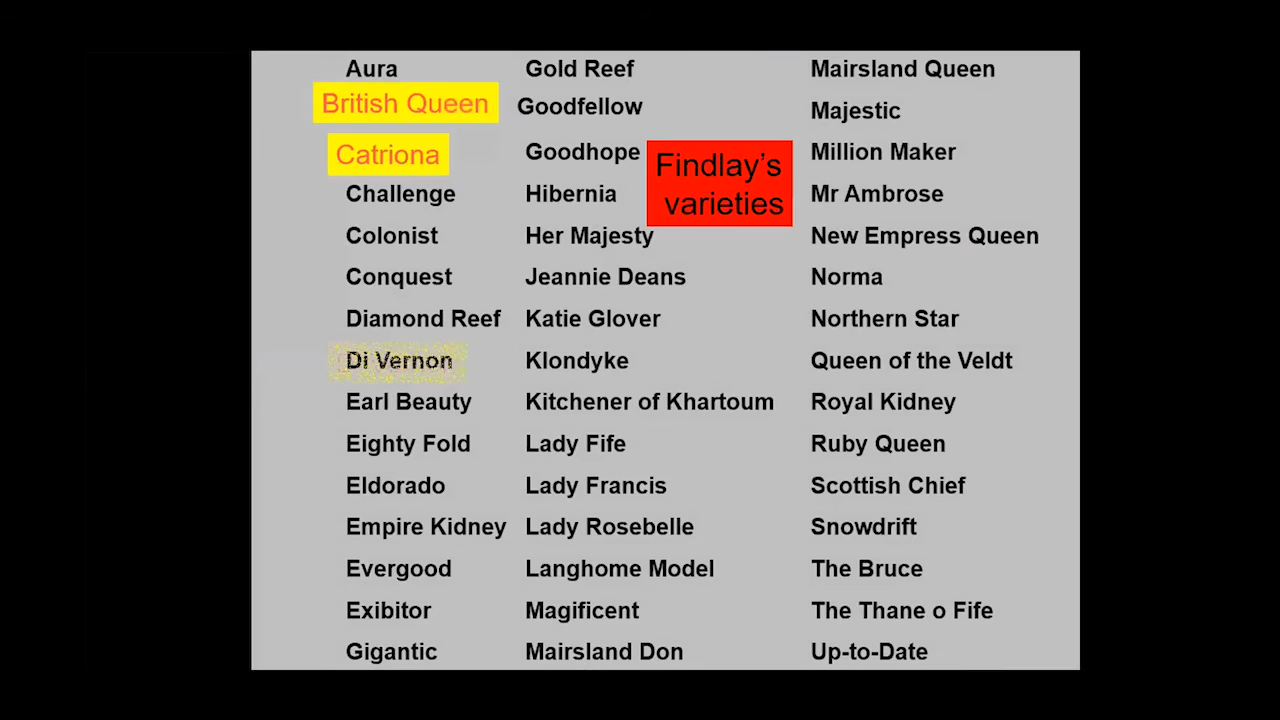 Aura
British Queen
Catriona
Challenge
Colonist
Conquest
Diamond Reef
Di Vernon
Earl Beauty
Eighty Fold
Eldorado
Empire Kidney
Evergood
Exibitor
Gigantic
Gold Reef
Goodfellow
Goodhope
Hibernia
Her Majesty
Jeannie Deans
Katie Glover
Klondyke
Kitchener of Khartoum
Lady Fife
Lady Francis
Lady Rosebelle
Langhome Model
Magificent
Mairsland Don
Findlay’s
varieties
Mairsland Queen
Majestic
Million Maker
Mr Ambrose
New Empress Queen
Norma
Northern Star
Queen of the Veldt
Royal Kidney
Ruby Queen
Scottish Chief
Snowdrift
The Bruce
The Thane o Fife
Up-to-Date